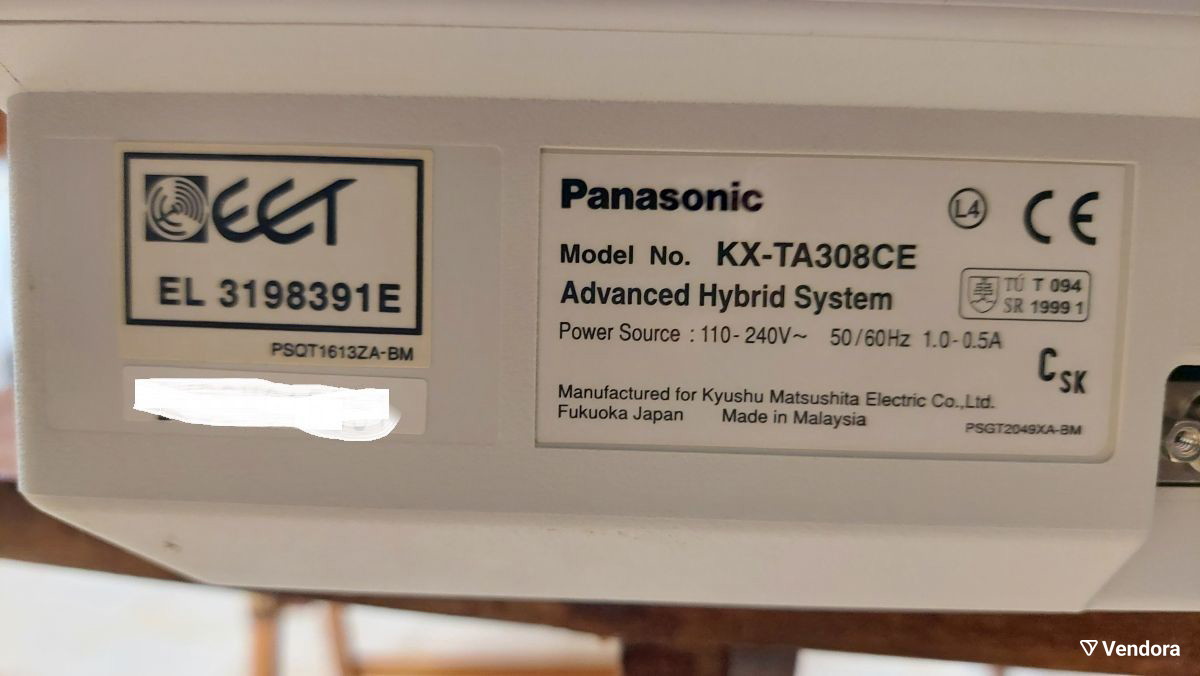 EET
EL 3198391E
PSQT1613ZA-BM
Panasonic
L4 CE
Model No. KX-TA308CE
Advanced Hybrid System
TÚ T 094
SR 1999 1
Power Source : 110-240V~ 50/60Hz 1.0-0.5A
CSK
Manufactured for Kyushu Matsushita Electric Co.,Ltd.
Fukuoka Japan Made in Malaysia
PSGT2049XA-BM
Vendora